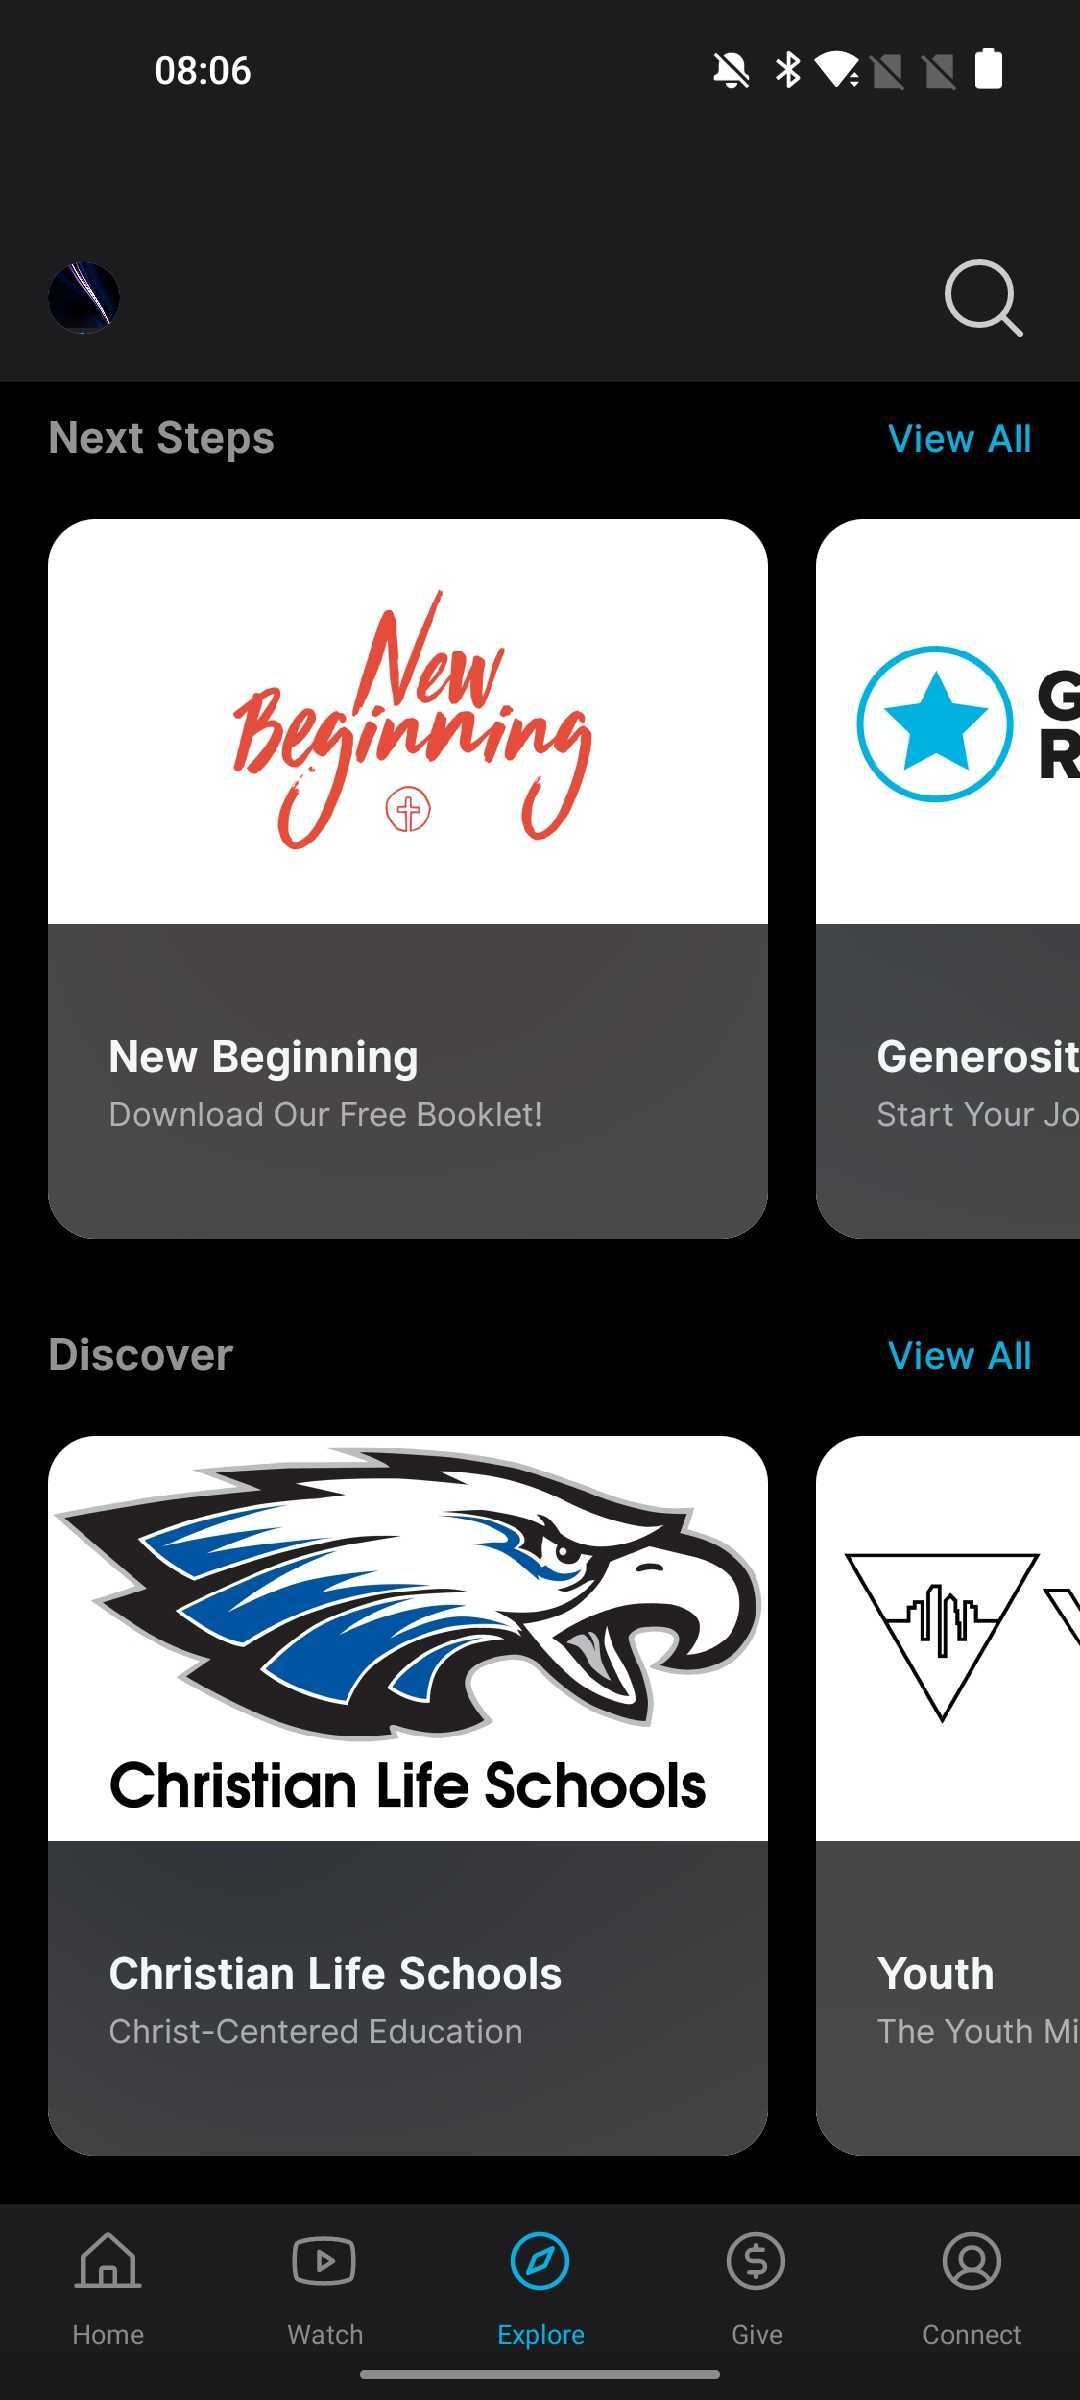 08:06
Next Steps
View All
New
Beginning
G
R
New Beginning
Download Our Free Booklet!
Generosit
Start Your Jo
Discover
View All
Christian Life Schools
Christian Life Schools
Christ-Centered Education
Youth
The Youth Mi
Home
Watch
Explore
Give
Connect